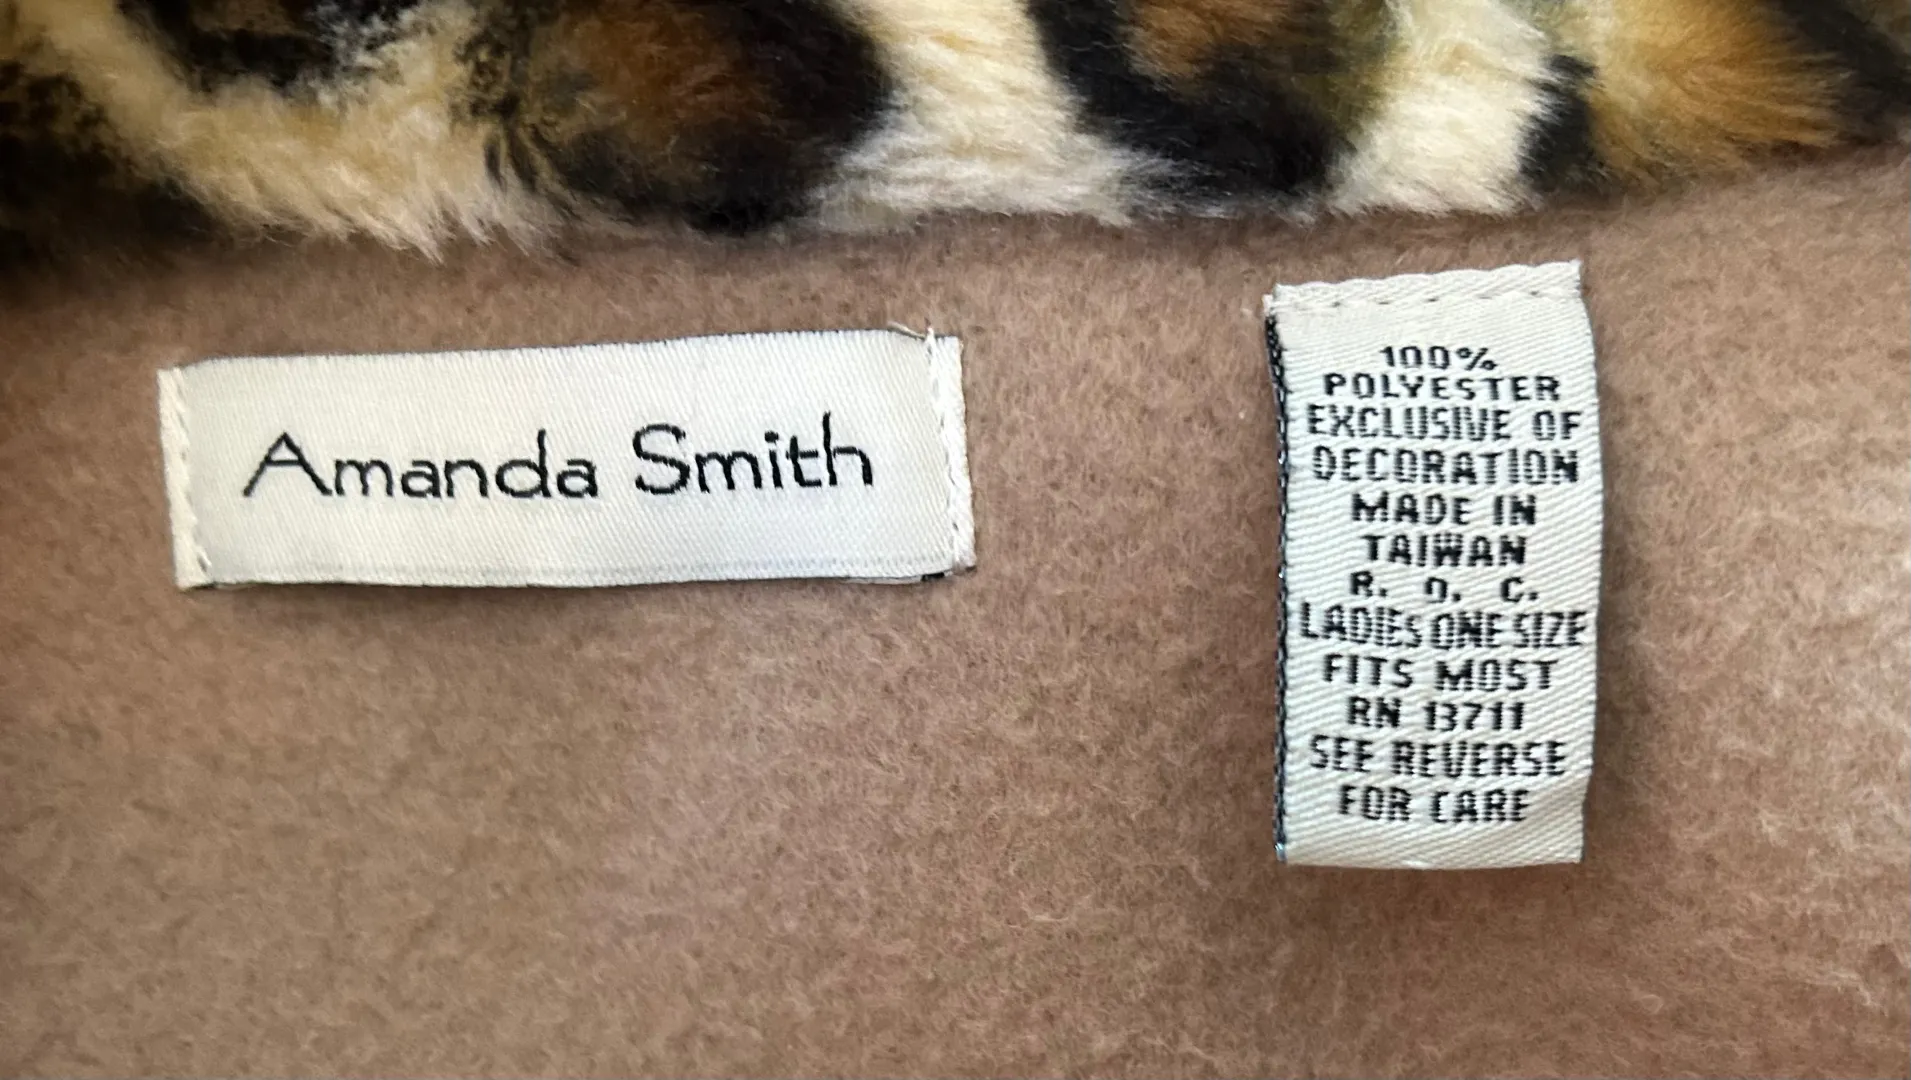 Amanda Smith
100%
POLYESTER
EXCLUSIVE OF
DECORATION
MADE IN
TAIWAN
R. O. C.
LADIES ONE SIZE
FITS MOST
RN 13711
SEE REVERSE
FOR CARE